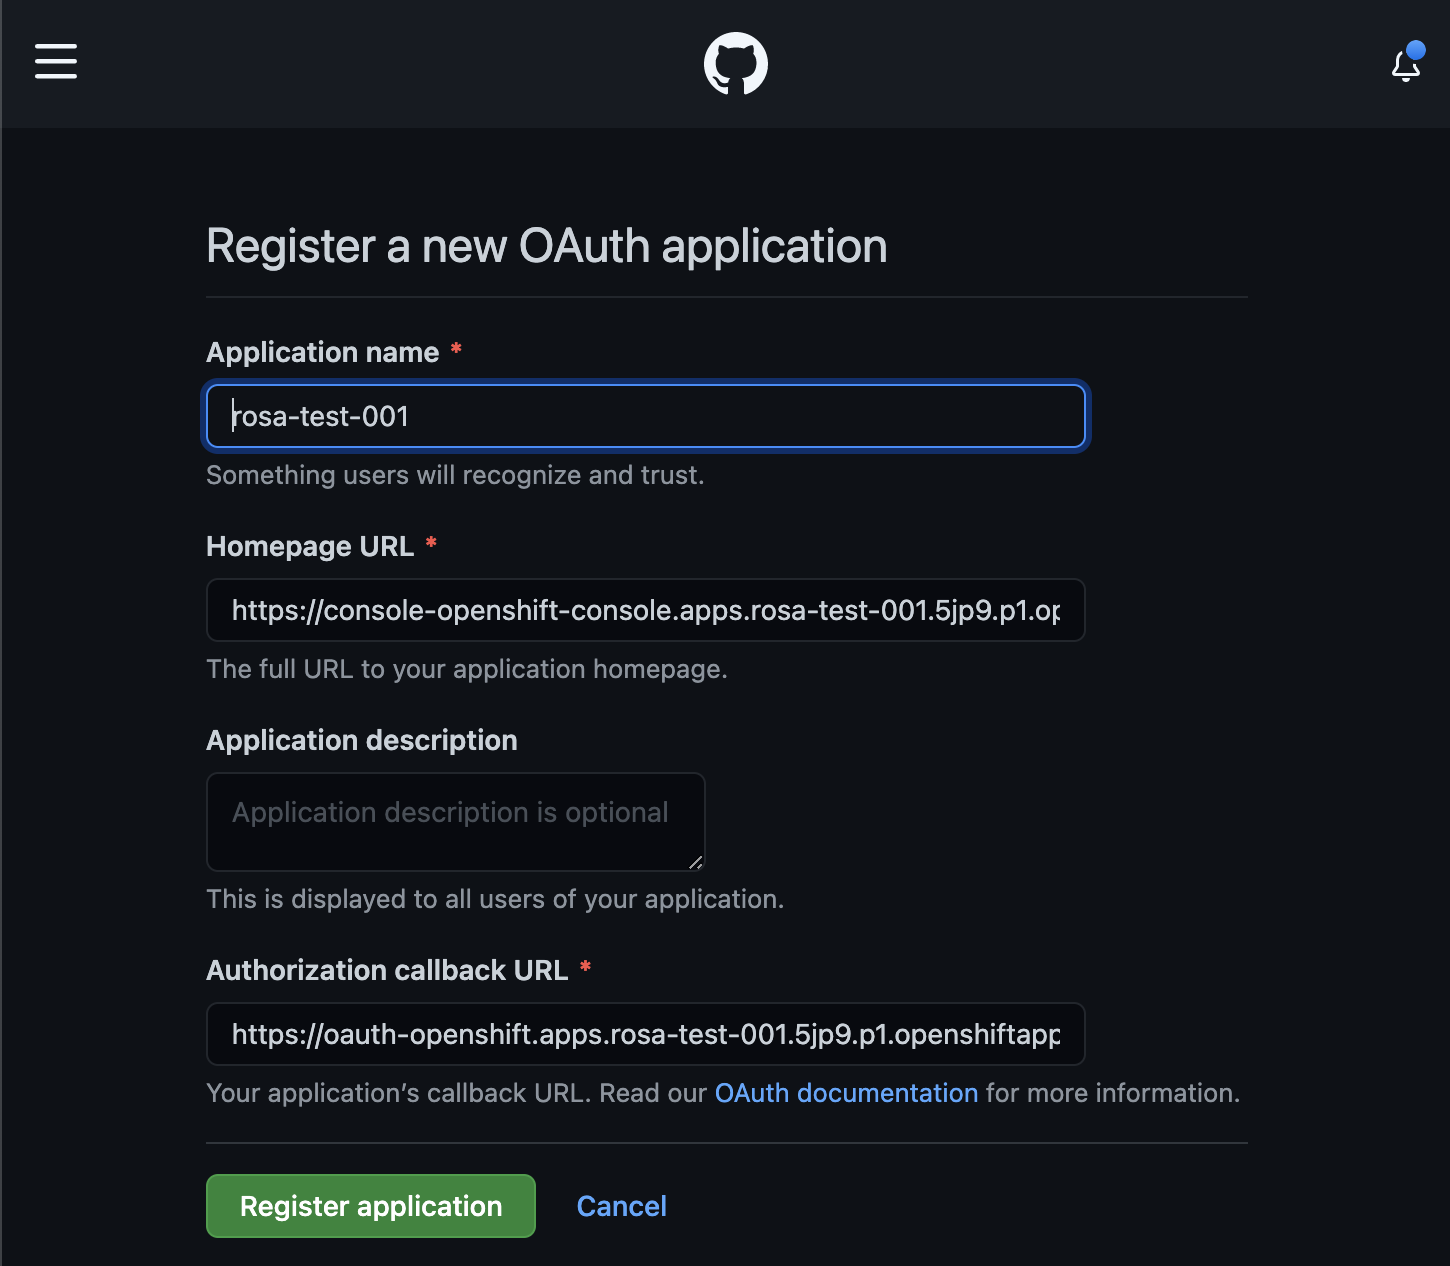 Register a new OAuth application
Application name *
rosa-test-001
Something users will recognize and trust.
Homepage URL *
https://console-openshift-console.apps.rosa-test-001.5jp9.p1.op
The full URL to your application homepage.
Application description
Application description is optional
This is displayed to all users of your application.
Authorization callback URL *
https://oauth-openshift.apps.rosa-test-001.5jp9.p1.openshiftapp
Your application’s callback URL. Read our OAuth documentation for more information.
Register application Cancel